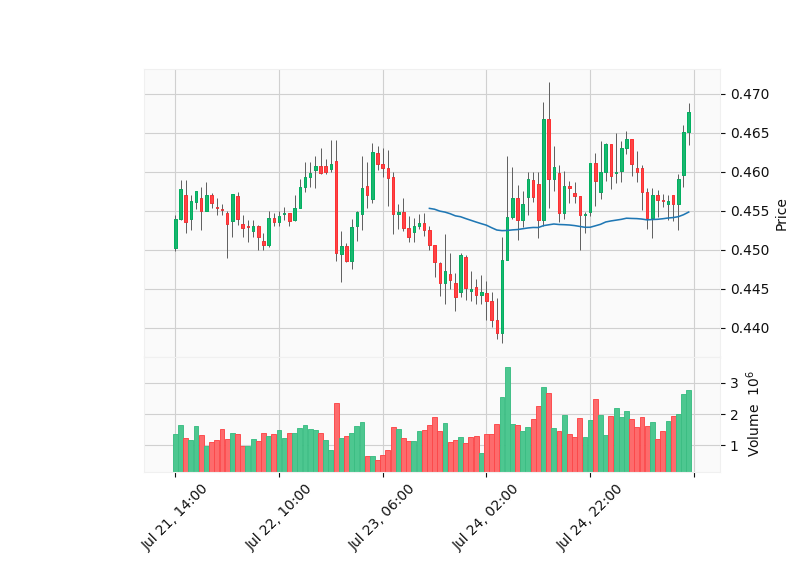 0.470
0.465
0.460
0.455
0.450
0.445
0.440
Price
3
2
1
Volume 10^6
Jul 21, 14:00
Jul 22, 10:00
Jul 23, 06:00
Jul 24, 02:00
Jul 24, 22:00